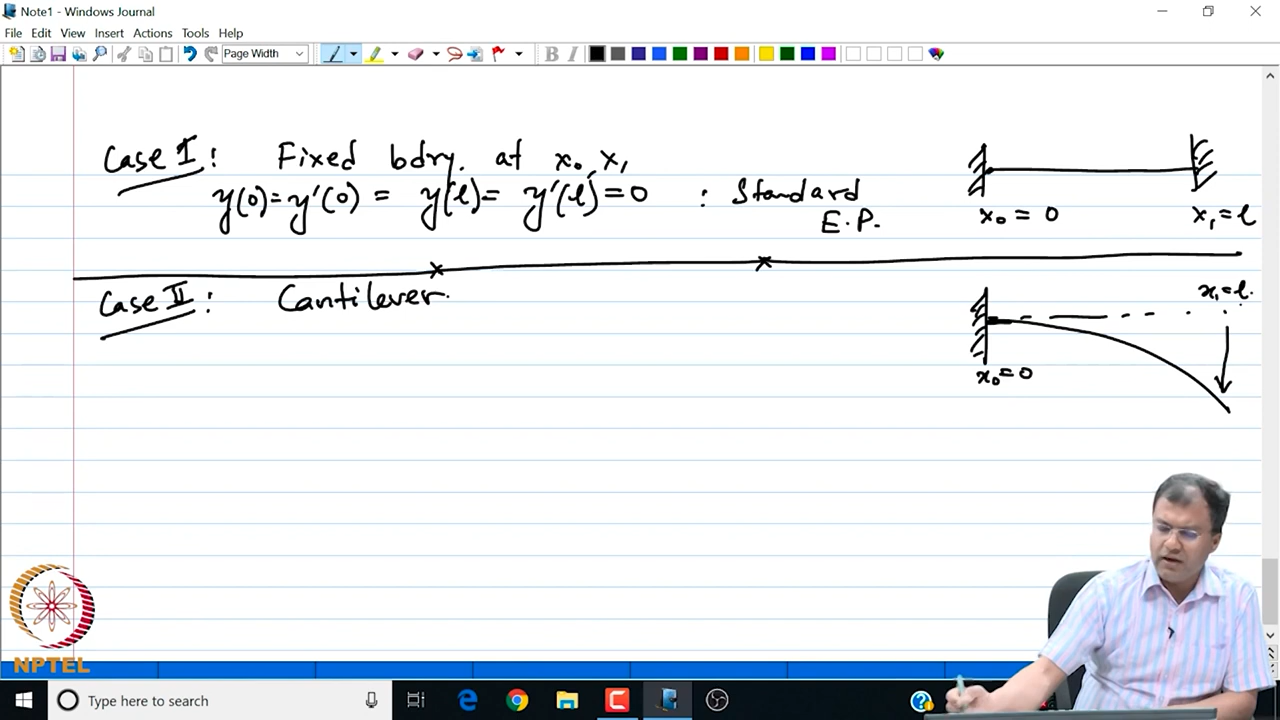 Note1 - Windows Journal
File Edit View Insert Actions Tools Help
Page Width
B I
Case I: Fixed bdry. at x₀, x₁
y(0)=y'(0) = y(l)= y'(l)=0 : Standard
E.P.
x₀ = 0 x₁ = l
Case II: Cantilever.
x₁=l.
x₀=0
NPTEL
Type here to search